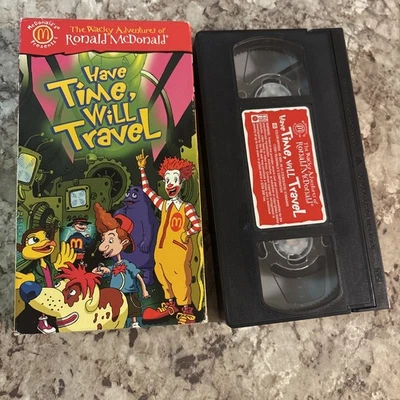 McDonald's
Presents
The Wacky Adventures of
Ronald McDonald
Have
Time,
Will
Travel
The Wacky Adventures of
Ronald McDonald
Have Time, Will Travel